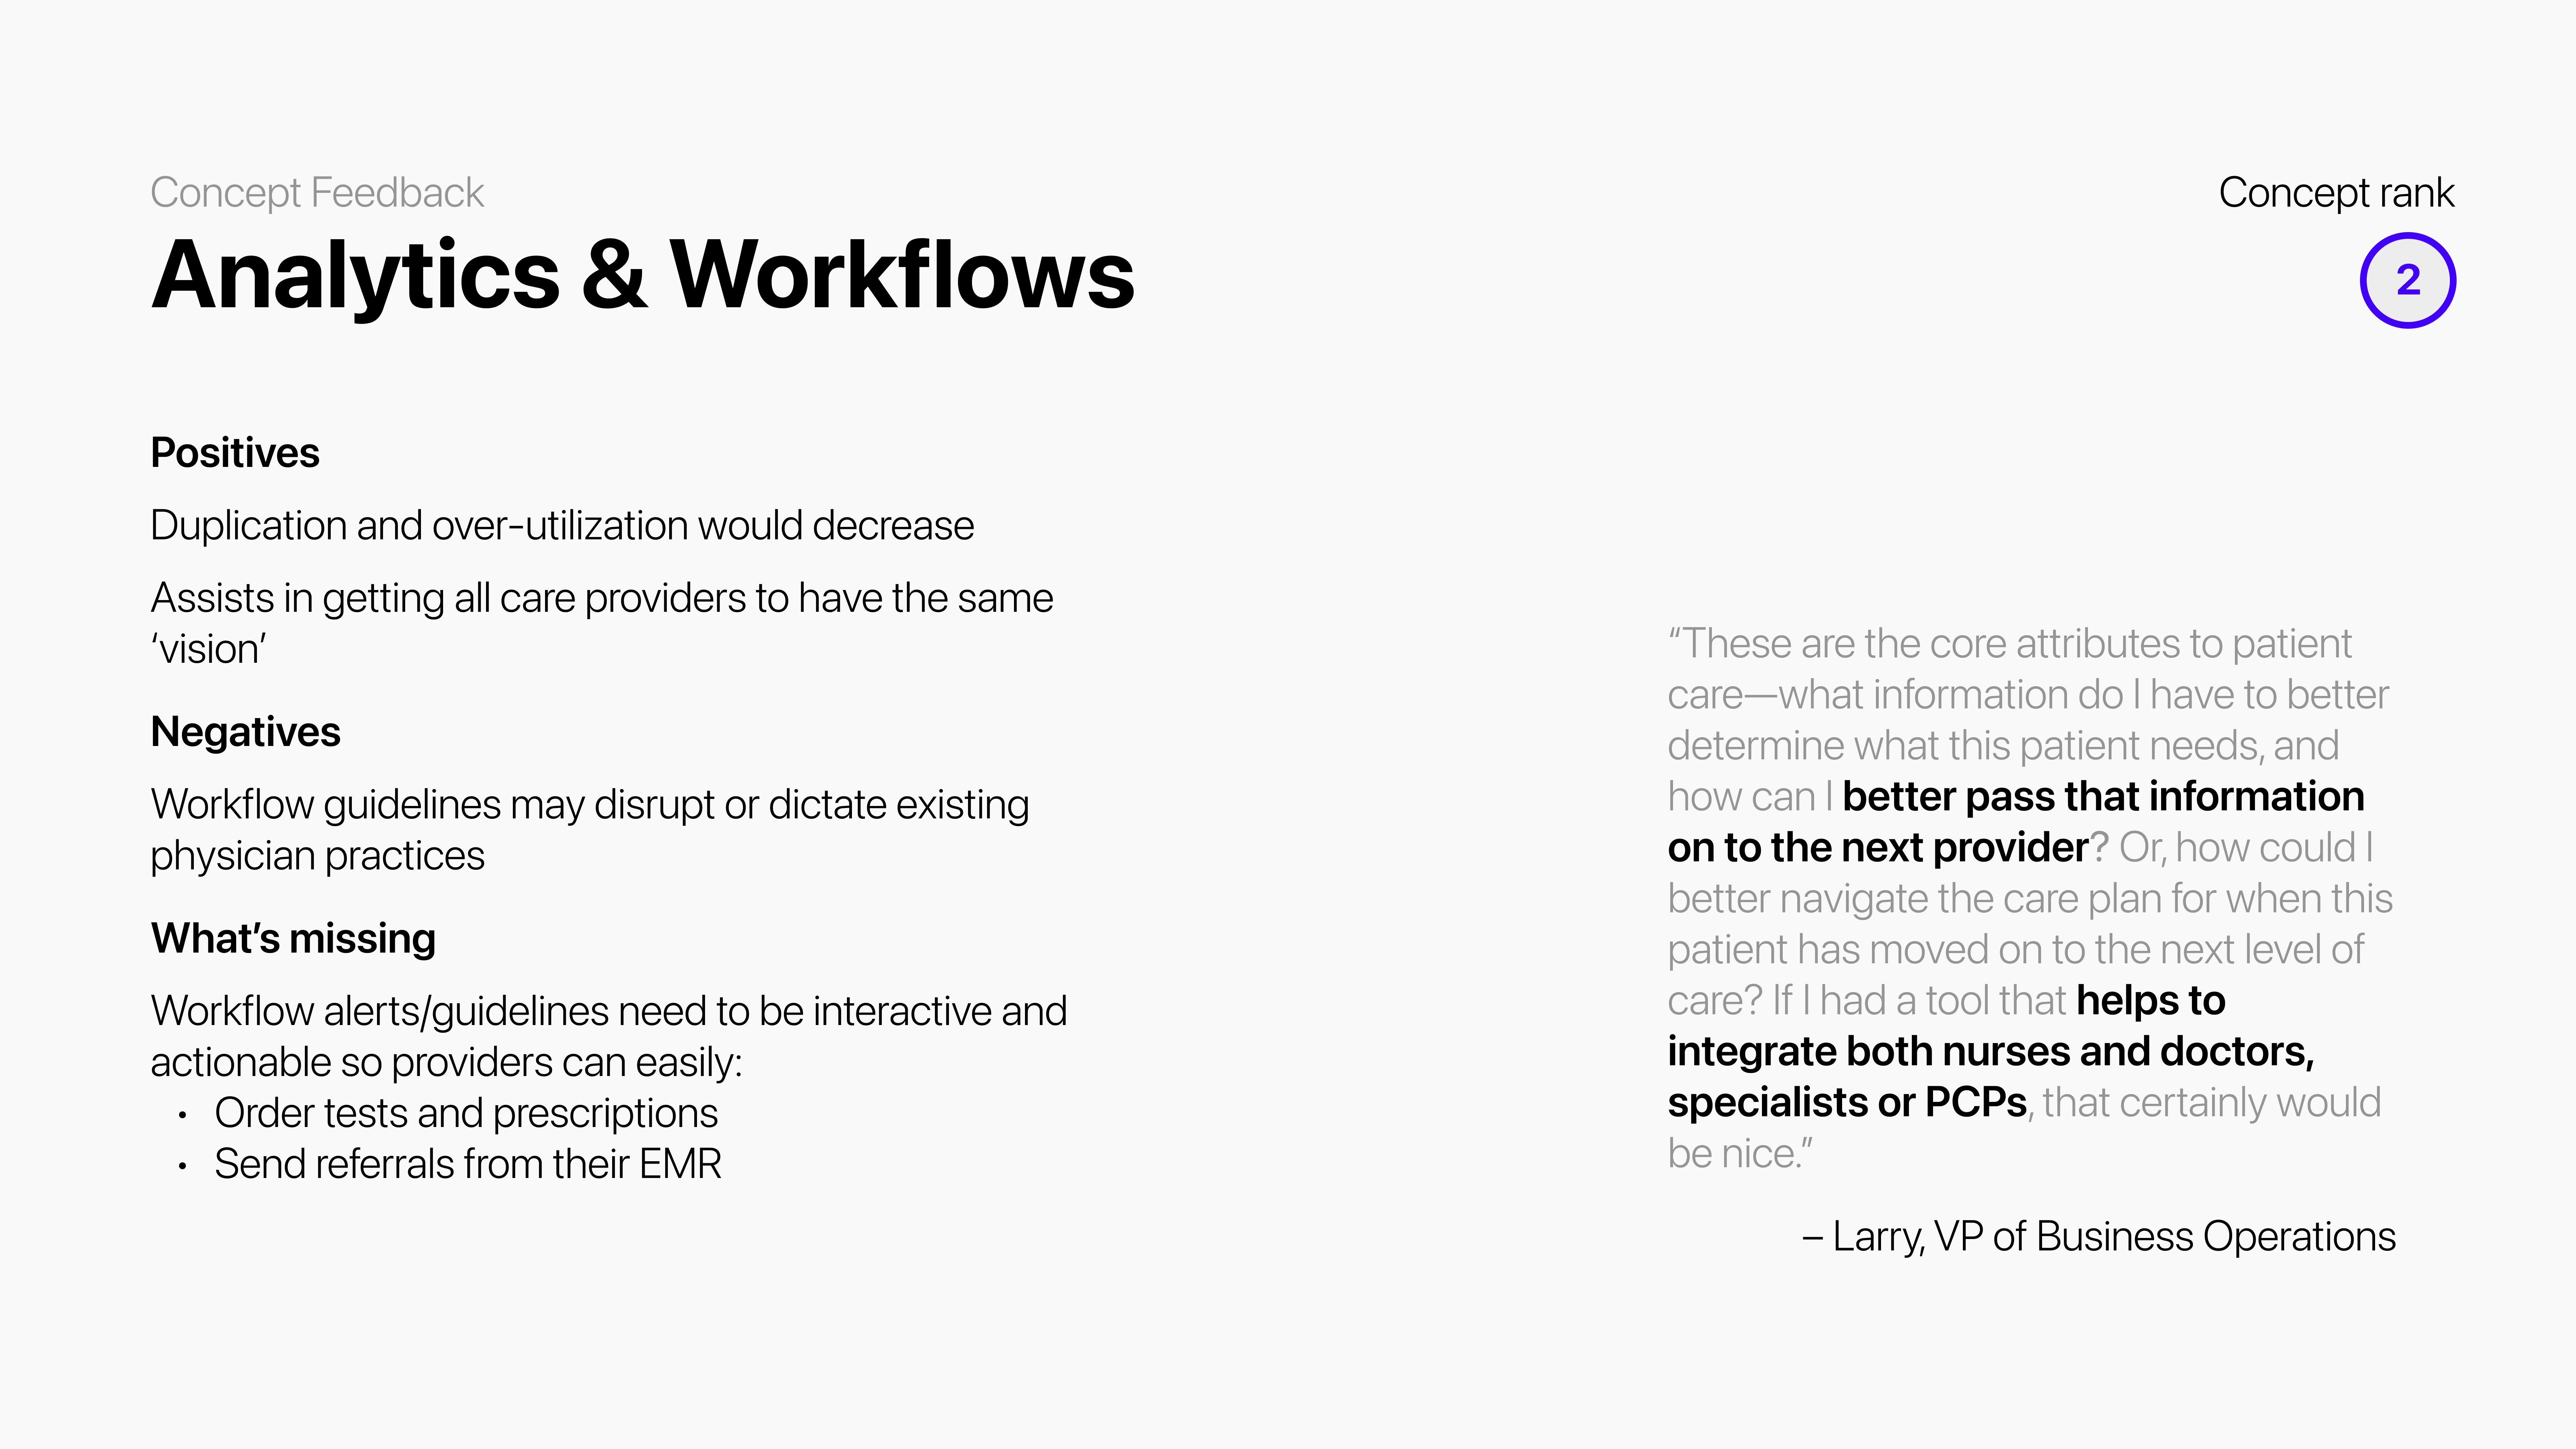 Concept Feedback
Analytics & Workflows
Concept rank
2
Positives
Duplication and over-utilization would decrease
Assists in getting all care providers to have the same
‘vision’
Negatives
Workflow guidelines may disrupt or dictate existing
physician practices
What’s missing
Workflow alerts/guidelines need to be interactive and
actionable so providers can easily:
• Order tests and prescriptions
• Send referrals from their EMR
“These are the core attributes to patient
care—what information do I have to better
determine what this patient needs, and
how can I better pass that information
on to the next provider? Or, how could I
better navigate the care plan for when this
patient has moved on to the next level of
care? If I had a tool that helps to
integrate both nurses and doctors,
specialists or PCPs, that certainly would
be nice.”
– Larry, VP of Business Operations